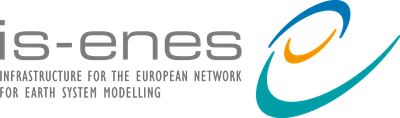 is-enes
INFRASTRUCTURE FOR THE EUROPEAN NETWORK
FOR EARTH SYSTEM MODELLING